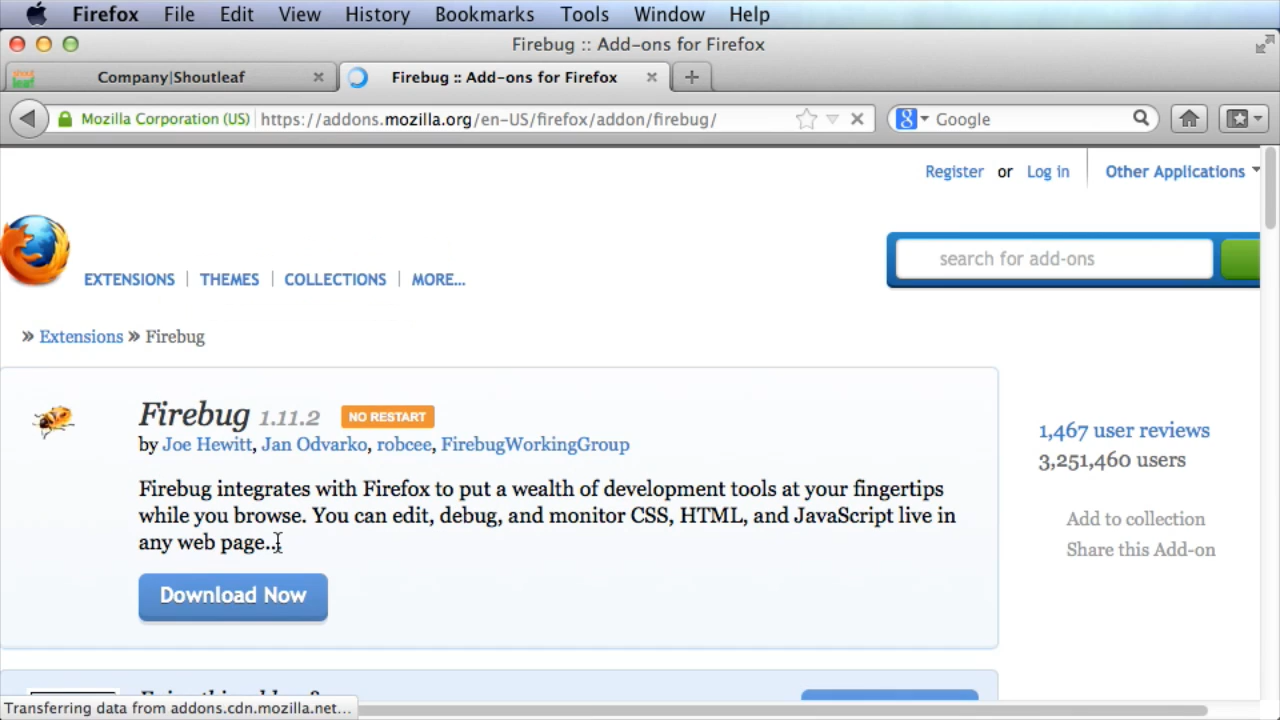 Firefox File Edit View History Bookmarks Tools Window Help
Firebug :: Add-ons for Firefox
shout leaf Company|Shoutleaf Firebug :: Add-ons for Firefox
Mozilla Corporation (US) https://addons.mozilla.org/en-US/firefox/addon/firebug/ Google
Register or Log in Other Applications
EXTENSIONS THEMES COLLECTIONS MORE... search for add-ons
» Extensions » Firebug
Firebug 1.11.2 NO RESTART
by Joe Hewitt, Jan Odvarko, robcee, FirebugWorkingGroup
Firebug integrates with Firefox to put a wealth of development tools at your fingertips
while you browse. You can edit, debug, and monitor CSS, HTML, and JavaScript live in
any web page...
Download Now
1,467 user reviews
3,251,460 users
Add to collection
Share this Add-on
Transferring data from addons.cdn.mozilla.net...